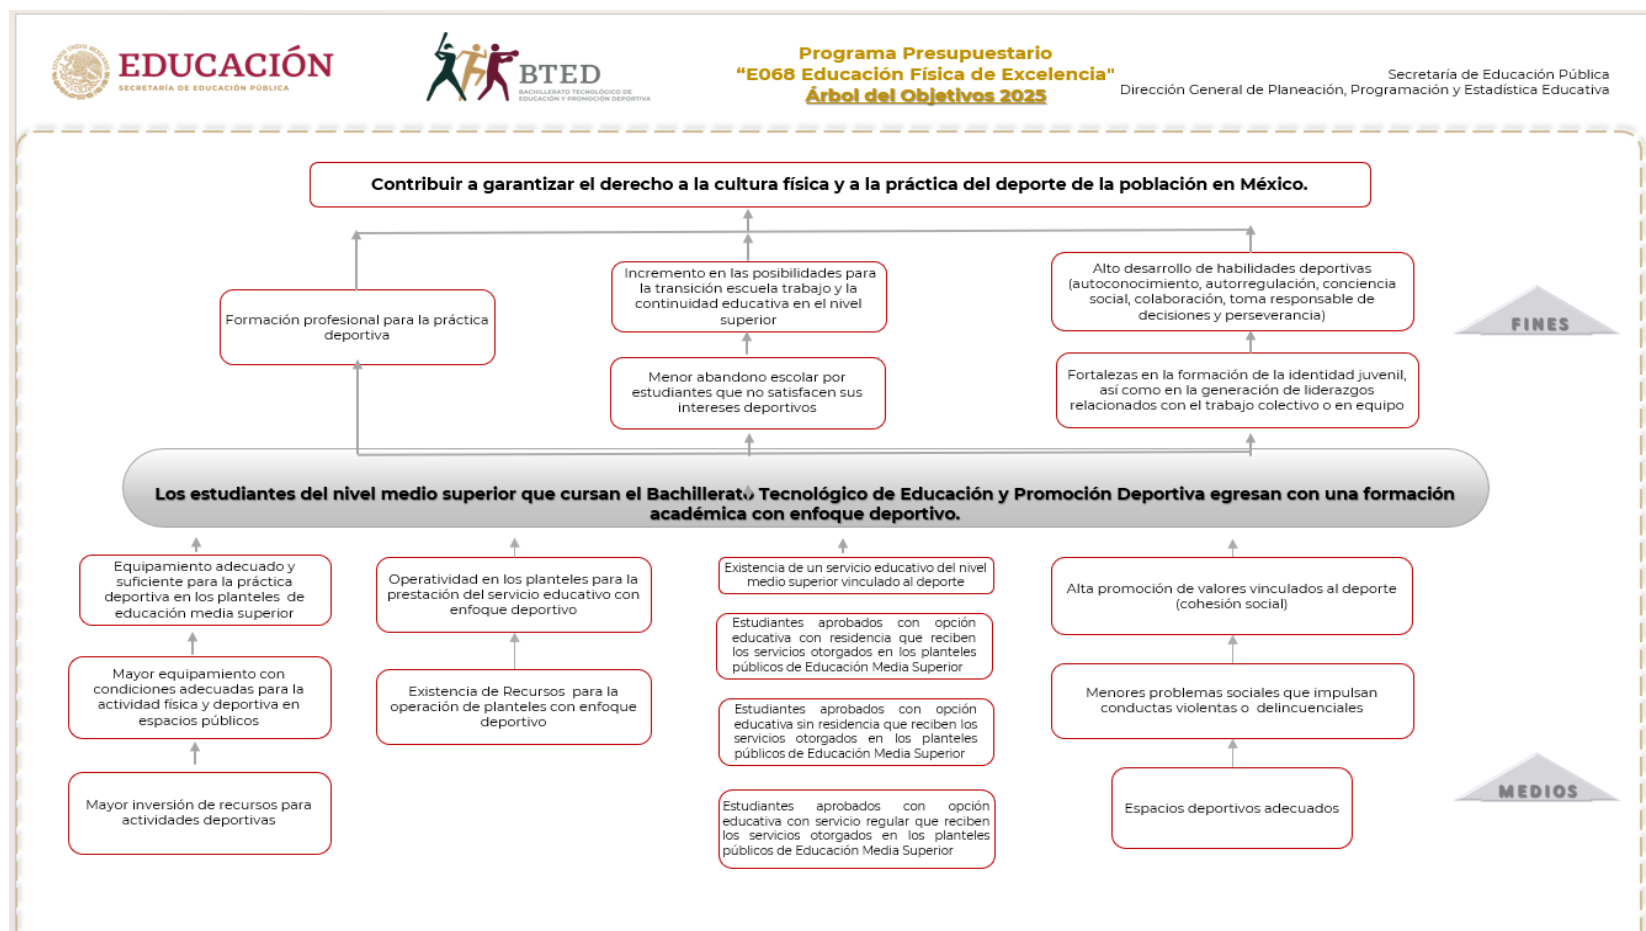 EDUCACIÓN
SECRETARÍA DE EDUCACIÓN PÚBLICA
BTED
BACHILLERATO TECNOLÓGICO DE
EDUCACIÓN Y PROMOCIÓN DEPORTIVA
Programa Presupuestario
“E068 Educación Física de Excelencia"
Árbol del Objetivos 2025
Secretaría de Educación Pública
Dirección General de Planeación, Programación y Estadística Educativa
Contribuir a garantizar el derecho a la cultura física y a la práctica del deporte de la población en México.
Formación profesional para la práctica
deportiva
Incremento en las posibilidades para
la transición escuela trabajo y la
continuidad educativa en el nivel
superior
Alto desarrollo de habilidades deportivas
(autoconocimiento, autorregulación, conciencia
social, colaboración, toma responsable de
decisiones y perseverancia)
FINES
Menor abandono escolar por
estudiantes que no satisfacen sus
intereses deportivos
Fortalezas en la formación de la identidad juvenil,
así como en la generación de liderazgos
relacionados con el trabajo colectivo o en equipo
Los estudiantes del nivel medio superior que cursan el Bachillerato Tecnológico de Educación y Promoción Deportiva egresan con una formación
académica con enfoque deportivo.
Equipamiento adecuado y
suficiente para la práctica
deportiva en los planteles de
educación media superior
Mayor equipamiento con
condiciones adecuadas para la
actividad física y deportiva en
espacios públicos
Mayor inversión de recursos para
actividades deportivas
Operatividad en los planteles para la
prestación del servicio educativo con
enfoque deportivo
Existencia de Recursos para la
operación de planteles con enfoque
deportivo
Existencia de un servicio educativo del nivel
medio superior vinculado al deporte
Estudiantes aprobados con opción
educativa con residencia que reciben
los servicios otorgados en los planteles
públicos de Educación Media Superior
Estudiantes aprobados con opción
educativa sin residencia que reciben los
servicios otorgados en los planteles
públicos de Educación Media Superior
Estudiantes aprobados con opción
educativa con servicio regular que reciben
los servicios otorgados en los planteles
públicos de Educación Media Superior
Alta promoción de valores vinculados al deporte
(cohesión social)
Menores problemas sociales que impulsan
conductas violentas o delincuenciales
Espacios deportivos adecuados
MEDIOS